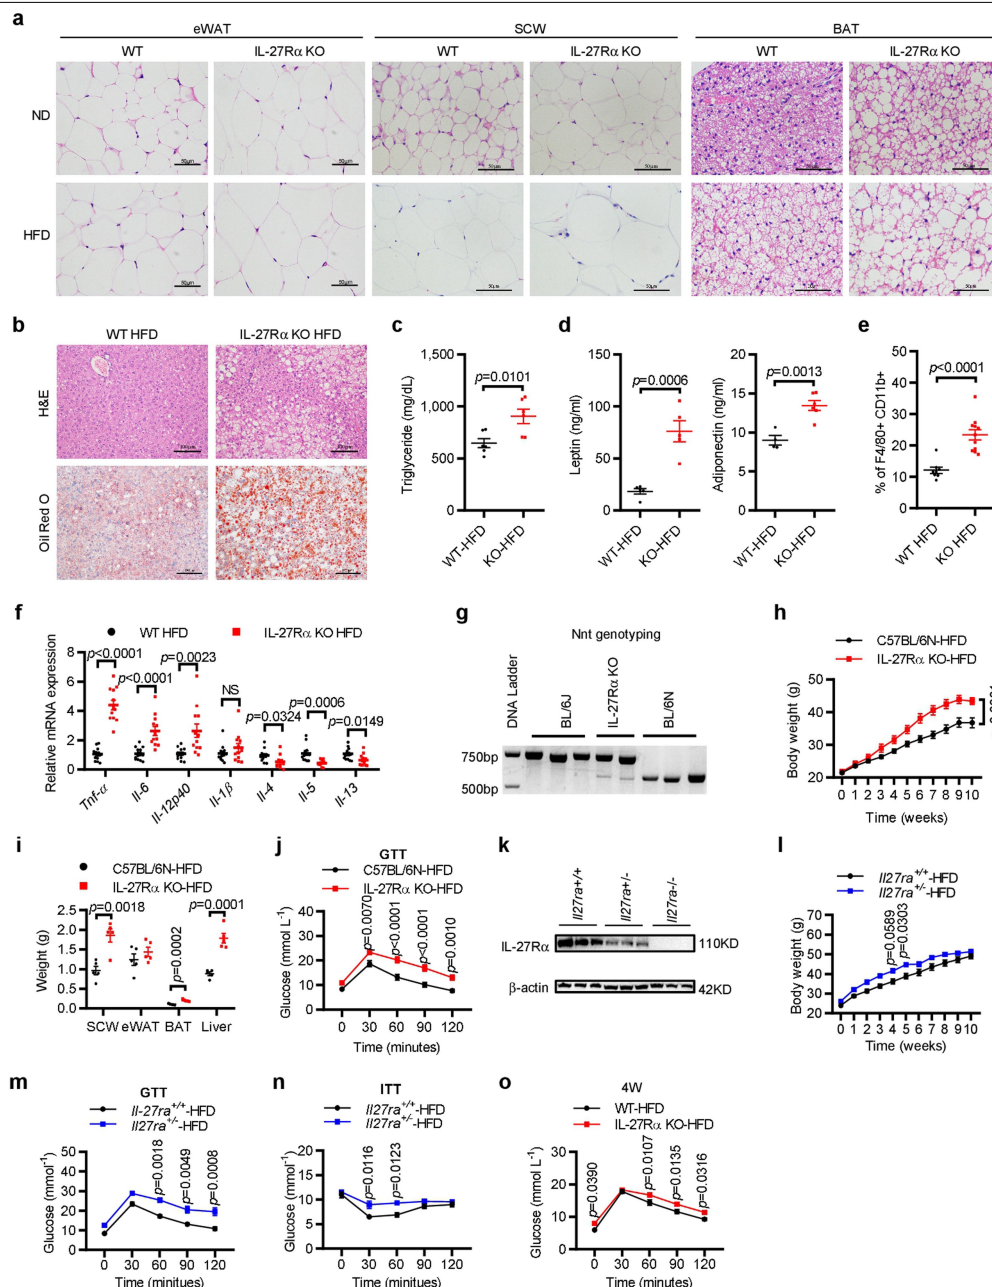 a
eWAT SCW BAT
WT IL-27Rα KO WT IL-27Rα KO WT IL-27Rα KO
ND
50μm 50μm 50μm 50μm 50μm 50μm
HFD
50μm 50μm 50μm 50μm 50μm 50μm
b
WT HFD IL-27Rα KO HFD
H&E
Oil Red O
c
Triglyceride (mg/dL)
1,500
1,000
500
0
p=0.0101
WT-HFD KO-HFD
d
Leptin (ng/ml)
150
100
50
0
p=0.0006
WT-HFD KO-HFD
Adiponectin (ng/ml)
20
15
10
5
0
p=0.0013
WT-HFD KO-HFD
e
% of F4/80+ CD11b+
50
40
30
20
10
0
p<0.0001
WT HFD KO HFD
f
WT HFD IL-27Rα KO HFD
Relative mRNA expression
8
6
4
2
0
p<0.0001 p<0.0001 p=0.0023 NS p=0.0324 p=0.0006 p=0.0149
Tnf-α Il-6 Il-12p40 Il-1β Il-4 Il-5 Il-13
g
Nnt genotyping
DNA Ladder BL/6J IL-27Rα KO BL/6N
750bp
500bp
h
C57BL/6N-HFD
IL-27Rα KO-HFD
Body weight (g)
50
40
30
20
0 1 2 3 4 5 6 7 8 9 10
Time (weeks)
i
C57BL/6N-HFD
IL-27Rα KO-HFD
Weight (g)
2.5
2.0
1.5
1.0
0.5
0.0
p=0.0018 p=0.0002 p=0.0001
SCW eWAT BAT Liver
j
GTT
C57BL/6N-HFD
IL-27Rα KO-HFD
Glucose (mmol L-1)
40
30
20
10
0
p=0.0070 p<0.0001 p<0.0001 p=0.0010
0 30 60 90 120
Time (minutes)
k
Il27ra+/+ Il27ra+/- Il27ra-/-
IL-27Rα 110KD
β-actin 42KD
l
Il27ra+/+-HFD
Il27ra+/-HFD
Body weight (g)
70
60
50
40
30
20
p=0.0589
p=0.0303
0 1 2 3 4 5 6 7 8 9 10
Time (weeks)
m
GTT
Il-27ra+/+-HFD
Il27ra+/-HFD
Glucose (mmol-1)
50
40
30
20
10
0
p=0.0018 p=0.0049 p=0.0008
0 30 60 90 120
Time (minitues)
n
ITT
Il27ra+/+-HFD
Il27ra+/-HFD
Glucose (mmol-1)
20
15
10
5
0
p=0.0116 p=0.0123
0 30 60 90 120
Time (minitues)
o
4W
WT-HFD
IL-27Rα KO-HFD
Glucose (mmol L-1)
30
20
10
0
p=0.0390 p=0.0107 p=0.0135 p=0.0316
0 30 60 90 120
Time (minutes)